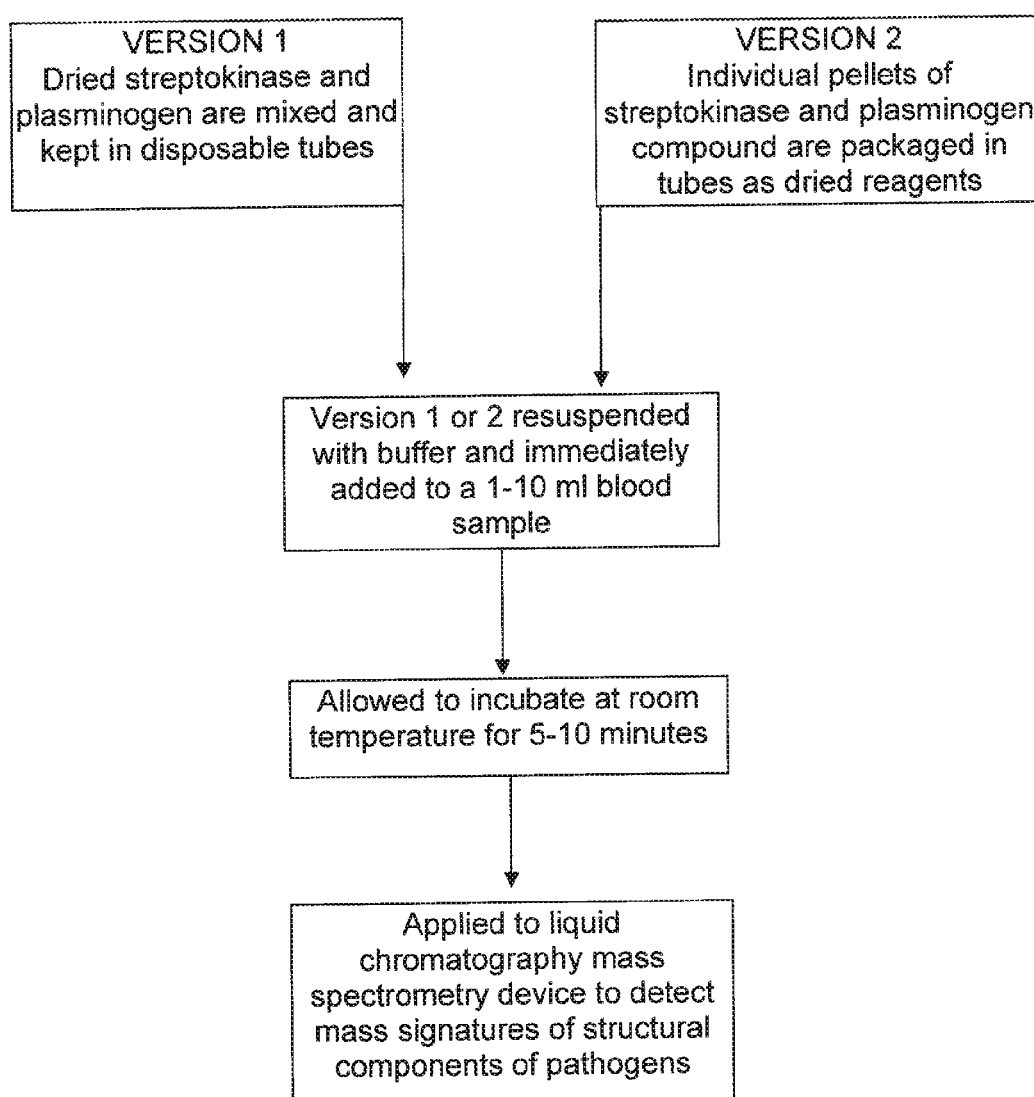 VERSION 1
Dried streptokinase and
plasminogen are mixed and
kept in disposable tubes
VERSION 2
Individual pellets of
streptokinase and plasminogen
compound are packaged in
tubes as dried reagents
Version 1 or 2 resuspended
with buffer and immediately
added to a 1-10 ml blood
sample
Allowed to incubate at room
temperature for 5-10 minutes
Applied to liquid
chromatography mass
spectrometry device to detect
mass signatures of structural
components of pathogens